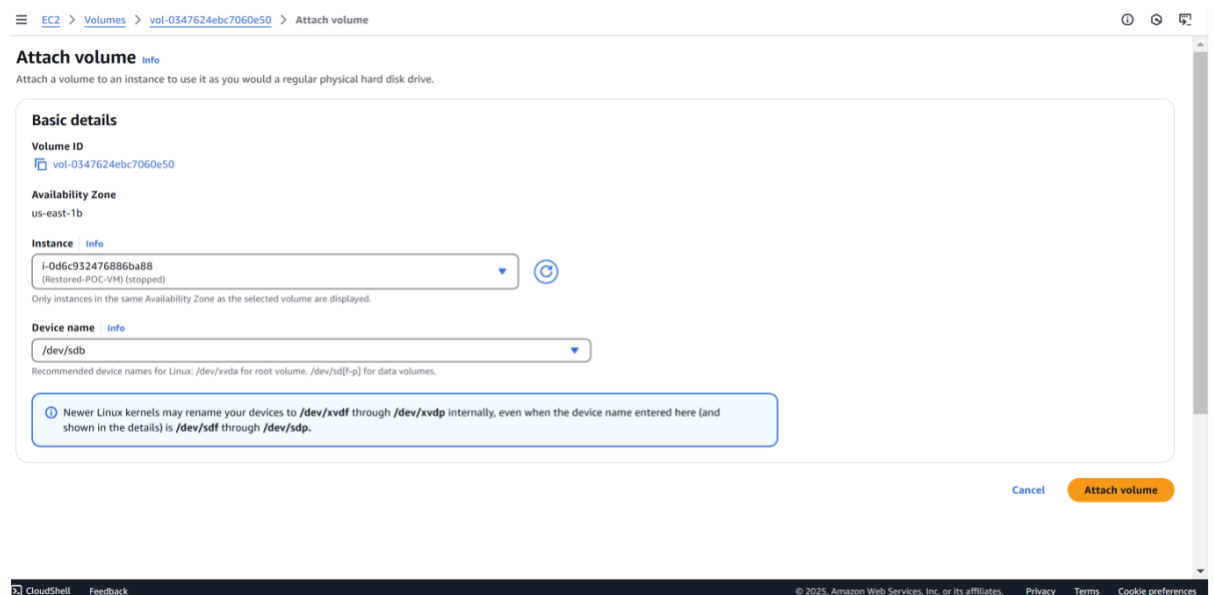 EC2 > Volumes > vol-0347624ebc7060e50 > Attach volume
Attach volume Info
Attach a volume to an instance to use it as you would a regular physical hard disk drive.
Basic details
Volume ID
vol-0347624ebc7060e50
Availability Zone
us-east-1b
Instance | Info
i-0d6c932476886ba88
(Restored-POC-VM) (stopped)
Only instances in the same Availability Zone as the selected volume are displayed.
Device name | Info
/dev/sdb
Recommended device names for Linux: /dev/xvda for root volume. /dev/sd[f-p] for data volumes.
Newer Linux kernels may rename your devices to /dev/xvdf through /dev/xvdp internally, even when the device name entered here (and
shown in the details) is /dev/sdf through /dev/sdp.
Cancel Attach volume
CloudShell Feedback © 2025, Amazon Web Services, Inc. or its affiliates. Privacy Terms Cookie preferences